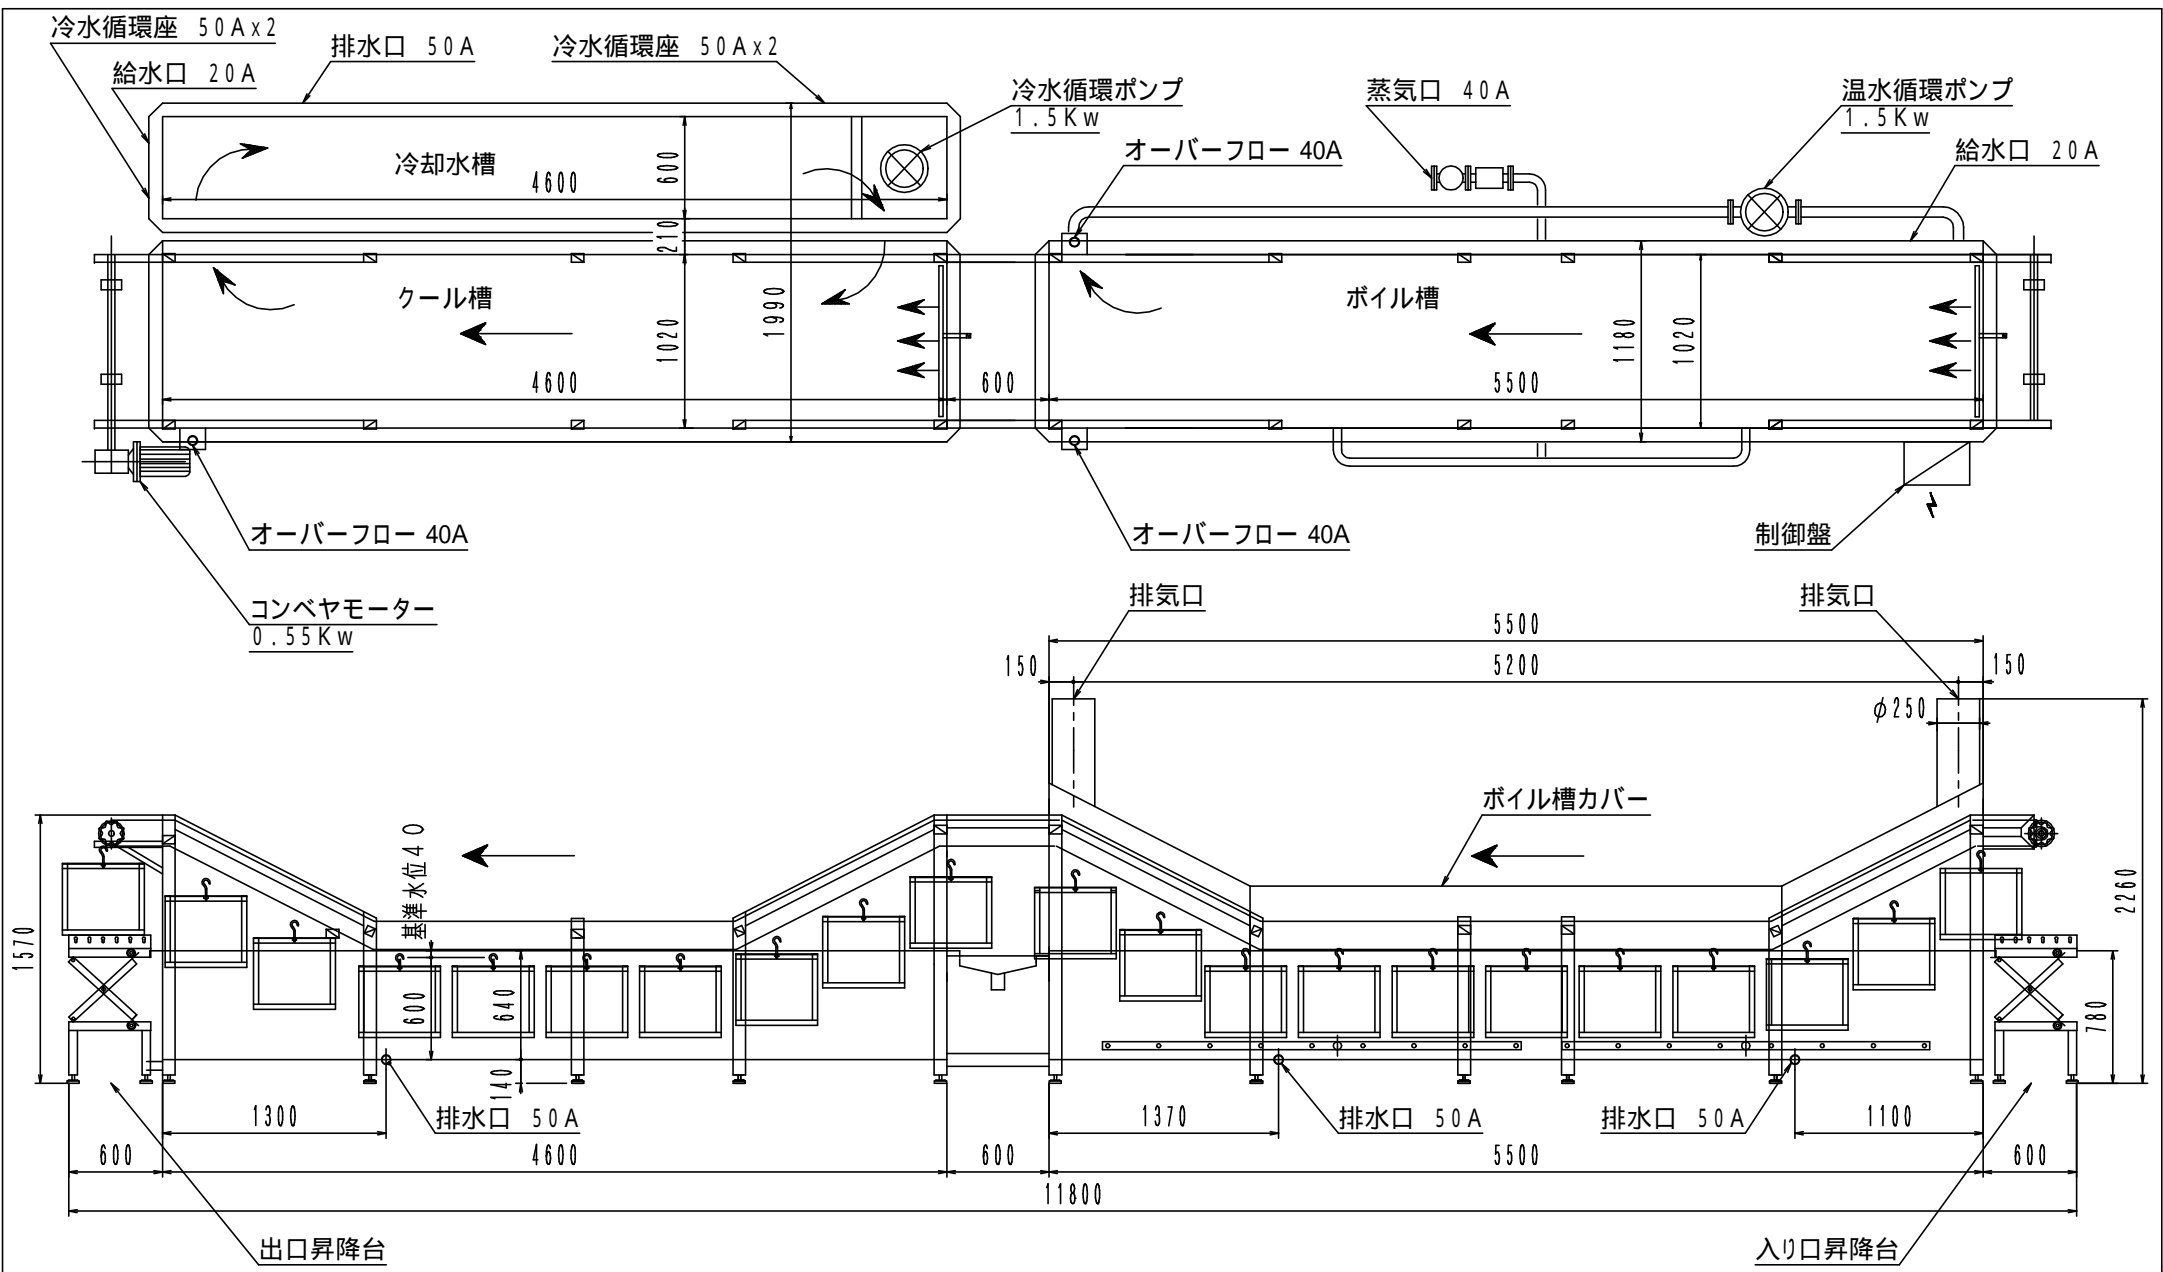 冷水循環座 50Ax2
排水口 50A
冷水循環座 50Ax2
給水口 20A
冷水循環ポンプ
1.5Kw
蒸気口 40A
温水循環ポンプ
1.5Kw
オーバーフロー 40A
給水口 20A
冷却水槽
4600
600
210
クール槽
1990
1020
4600
600
ボイル槽
1180
1020
5500
オーバーフロー 40A
オーバーフロー 40A
制御盤
コンベヤモーター
0.55Kw
排気口
排気口
5500
150
5200
150
φ250
ボイル槽カバー
基準水位40
1570
600
640
140
2260
780
1300
排水口 50A
1370
排水口 50A
排水口 50A
1100
600
4600
600
5500
600
11800
出口昇降台
入り口昇降台